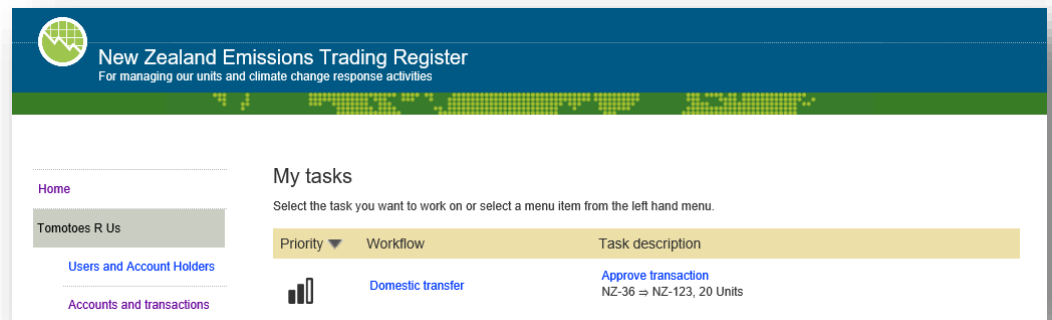 New Zealand Emissions Trading Register
For managing our units and climate change response activities
Home
Tomotoes R Us
Users and Account Holders
Accounts and transactions
My tasks
Select the task you want to work on or select a menu item from the left hand menu.
Priority Workflow Task description
Domestic transfer Approve transaction
NZ-36 ⇒ NZ-123, 20 Units